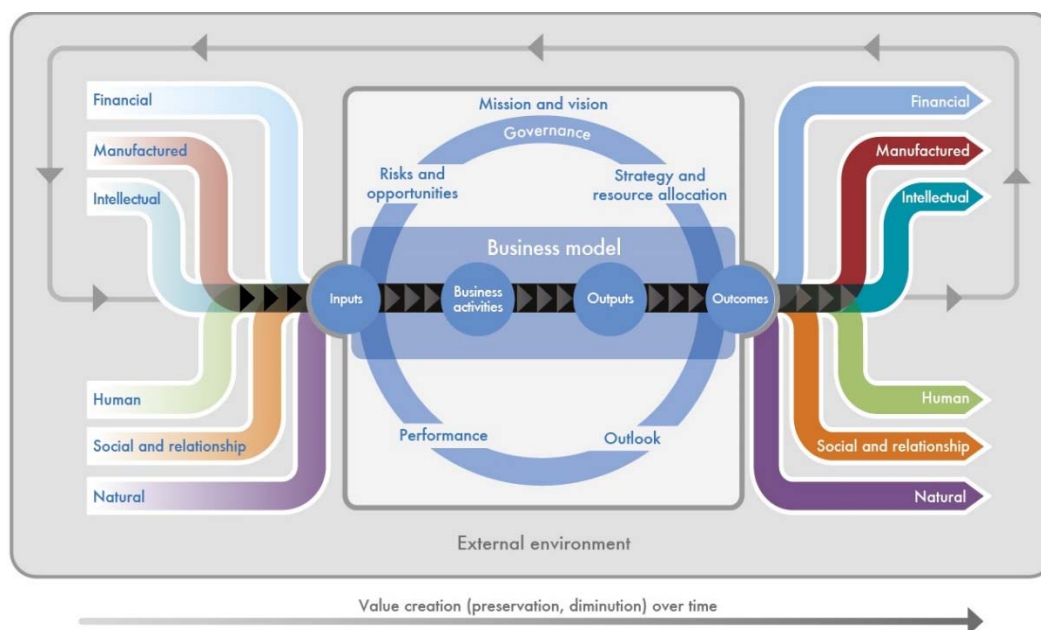 Financial
Manufactured
Intellectual
Human
Social and relationship
Natural
Mission and vision
Governance
Risks and
opportunities
Strategy and
resource allocation
Business model
Inputs
Business
activities
Outputs
Outcomes
Performance
Outlook
Financial
Manufactured
Intellectual
Human
Social and relationship
Natural
External environment
Value creation (preservation, diminution) over time